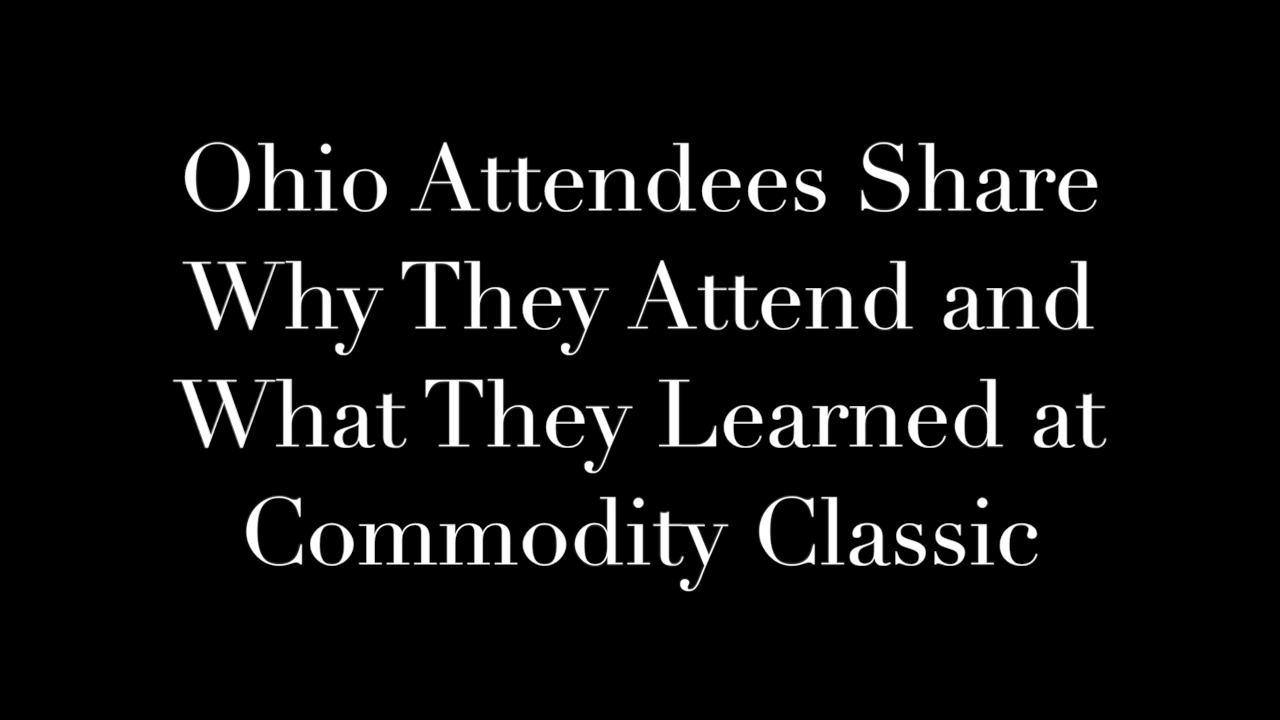 Ohio Attendees Share
Why They Attend and
What They Learned at
Commodity Classic